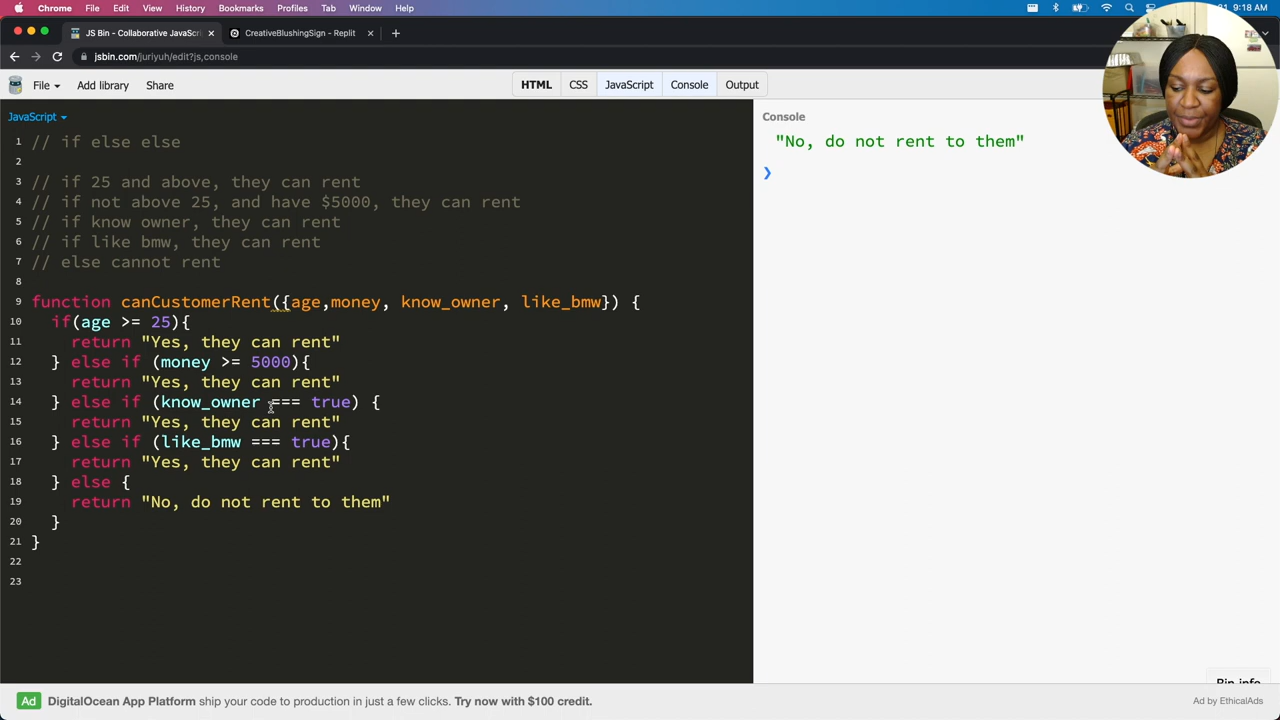 Chrome File Edit View History Bookmarks Profiles Tab Window Help 9:18 AM
JS Bin - Collaborative JavaScri
CreativeBlushingSign - Replit
jsbin.com/juriyuh/edit?js,console
File Add library Share HTML CSS JavaScript Console Output
JavaScript
Console
1 // if else else
2
3 // if 25 and above, they can rent
4 // if not above 25, and have $5000, they can rent
5 // if know owner, they can rent
6 // if like bmw, they can rent
7 // else cannot rent
8
9 function canCustomerRent({age,money, know_owner, like_bmw}) {
10 if(age >= 25){
11 return "Yes, they can rent"
12 } else if (money >= 5000){
13 return "Yes, they can rent"
14 } else if (know_owner === true) {
15 return "Yes, they can rent"
16 } else if (like_bmw === true){
17 return "Yes, they can rent"
18 } else {
19 return "No, do not rent to them"
20 }
21 }
22
23
"No, do not rent to them"
Bin info
Ad DigitalOcean App Platform ship your code to production in just a few clicks. Try now with $100 credit.
Ad by EthicalAds